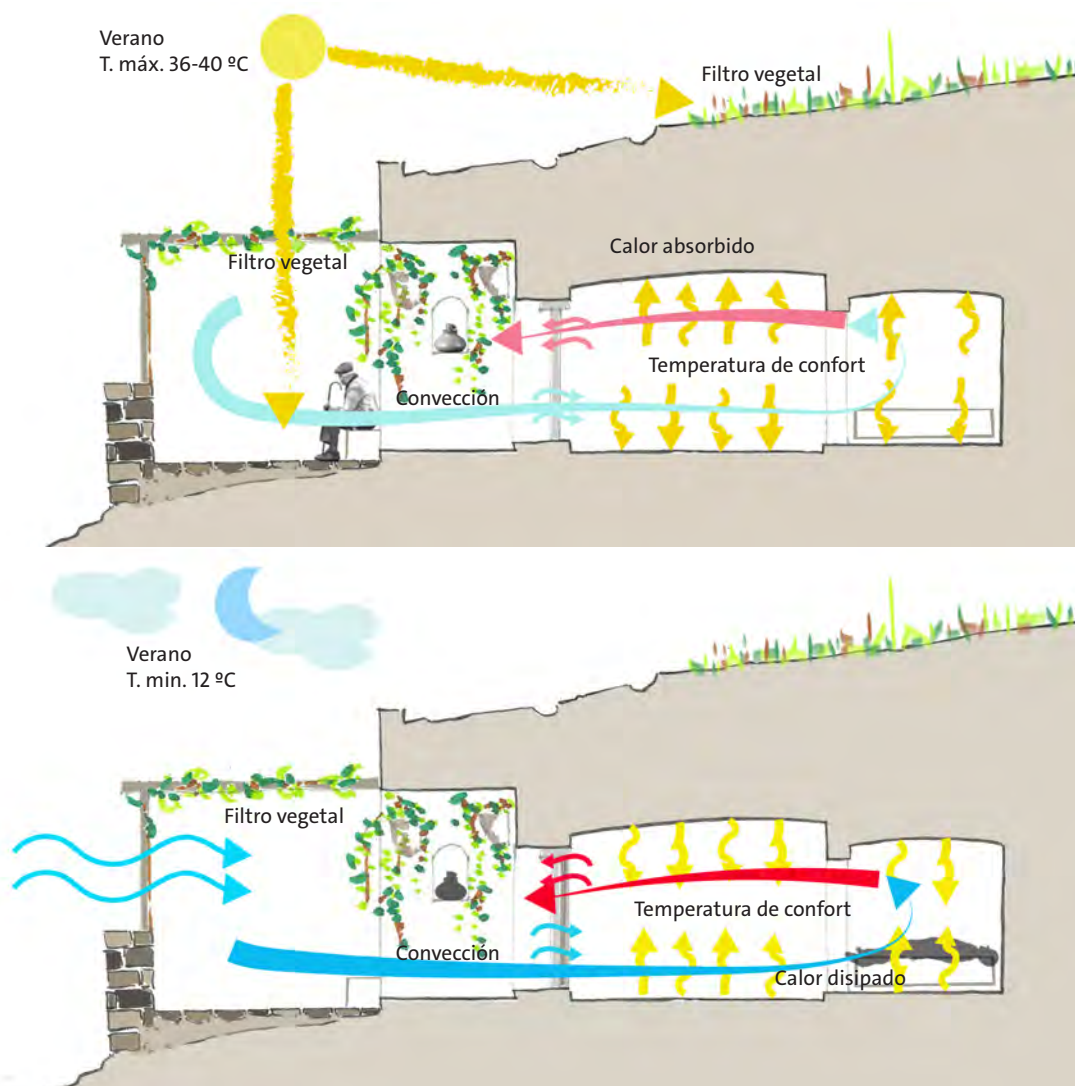 Verano
T. máx. 36-40 ºC
Filtro vegetal
Filtro vegetal
Calor absorbido
Temperatura de confort
Convección
Verano
T. min. 12 ºC
Filtro vegetal
Temperatura de confort
Convección
Calor disipado